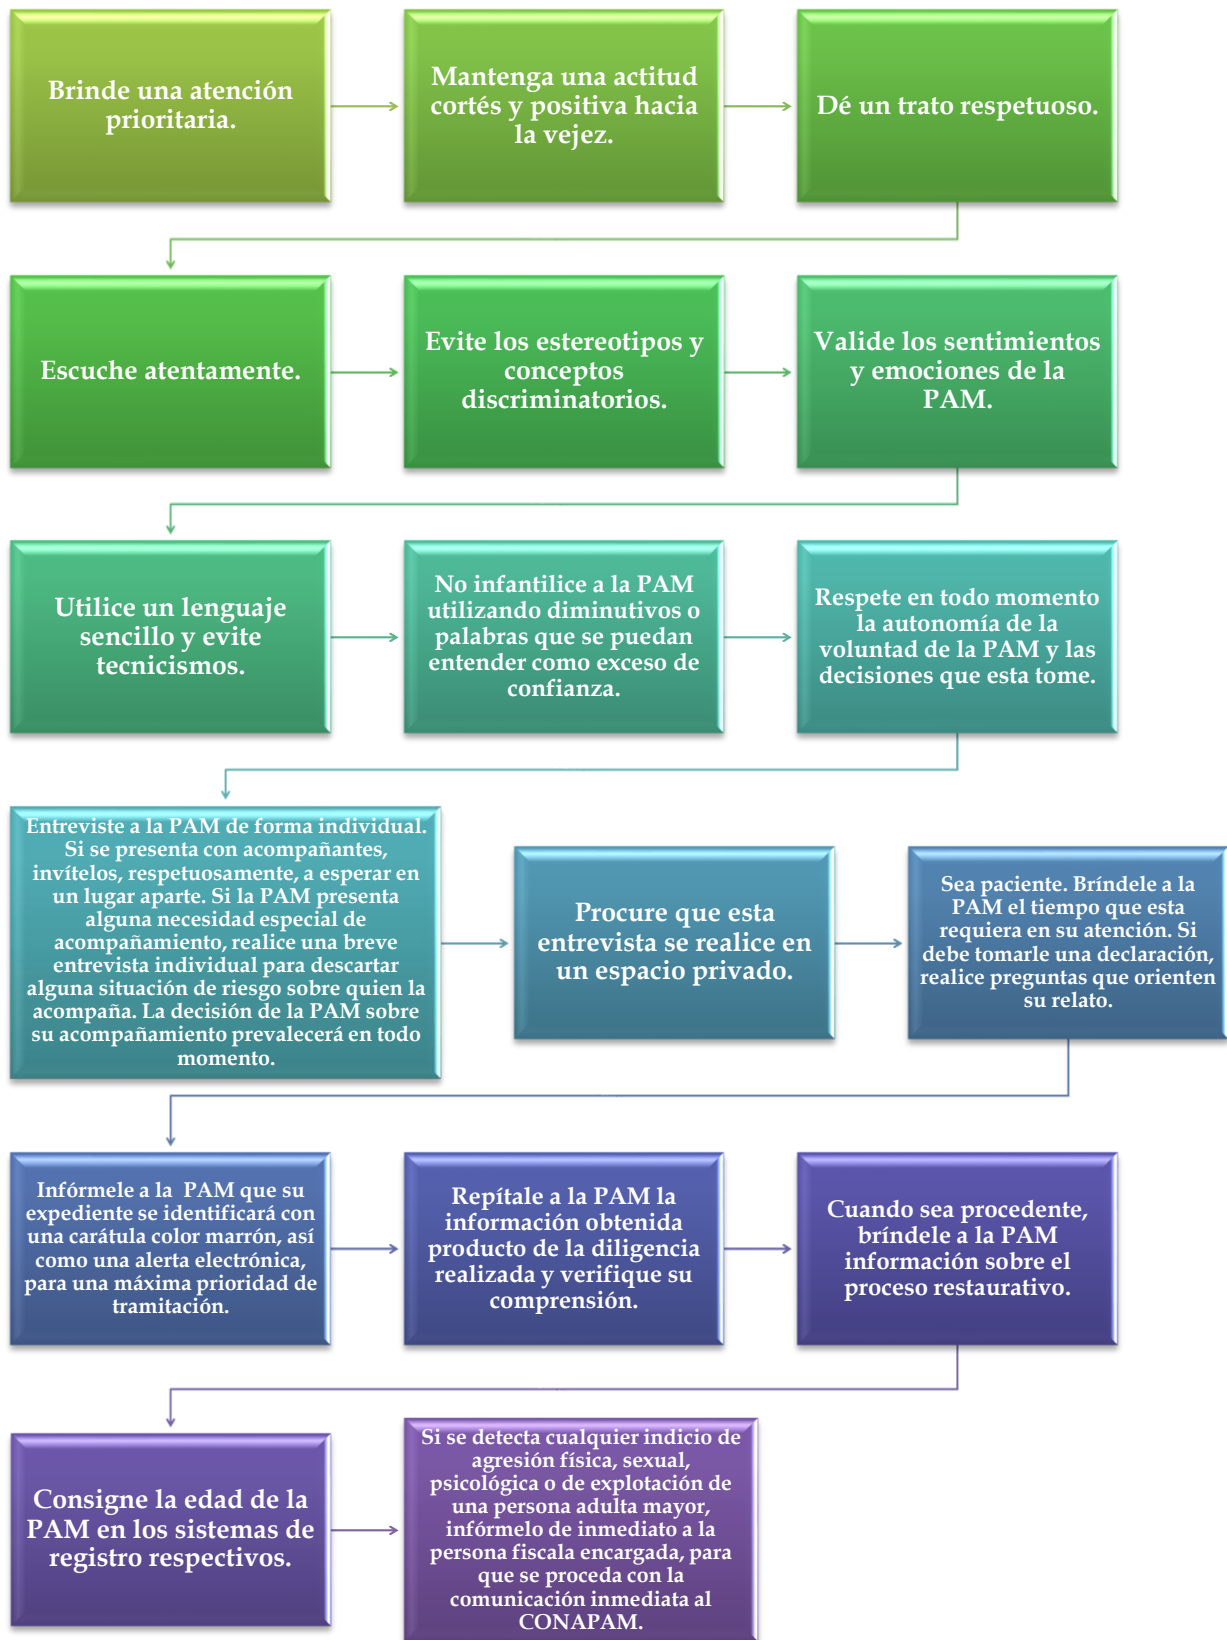 Brinde una atención
prioritaria.
Mantenga una actitud
cortés y positiva hacia
la vejez.
Dé un trato respetuoso.
Escuche atentamente.
Evite los estereotipos y
conceptos
discriminatorios.
Valide los sentimientos
y emociones de la
PAM.
Utilice un lenguaje
sencillo y evite
tecnicismos.
No infantilice a la PAM
utilizando diminutivos o
palabras que se puedan
entender como exceso de
confianza.
Respete en todo momento
la autonomía de la
voluntad de la PAM y las
decisiones que esta tome.
Entreviste a la PAM de forma individual.
Si se presenta con acompañantes,
invítelos, respetuosamente, a esperar en
un lugar aparte. Si la PAM presenta
alguna necesidad especial de
acompañamiento, realice una breve
entrevista individual para descartar
alguna situación de riesgo sobre quien la
acompaña. La decisión de la PAM sobre
su acompañamiento prevalecerá en todo
momento.
Procure que esta
entrevista se realice en
un espacio privado.
Sea paciente. Bríndele a la
PAM el tiempo que esta
requiera en su atención. Si
debe tomarle una declaración,
realice preguntas que orienten
su relato.
Infórmele a la PAM que su
expediente se identificará con
una carátula color marrón, así
como una alerta electrónica,
para una máxima prioridad de
tramitación.
Repítale a la PAM la
información obtenida
producto de la diligencia
realizada y verifique su
comprensión.
Cuando sea procedente,
bríndele a la PAM
información sobre el
proceso restaurativo.
Consigne la edad de la
PAM en los sistemas de
registro respectivos.
Si se detecta cualquier indicio de
agresión física, sexual,
psicológica o de explotación de
una persona adulta mayor,
infórmelo de inmediato a la
persona fiscala encargada, para
que se proceda con la
comunicación inmediata al
CONAPAM.